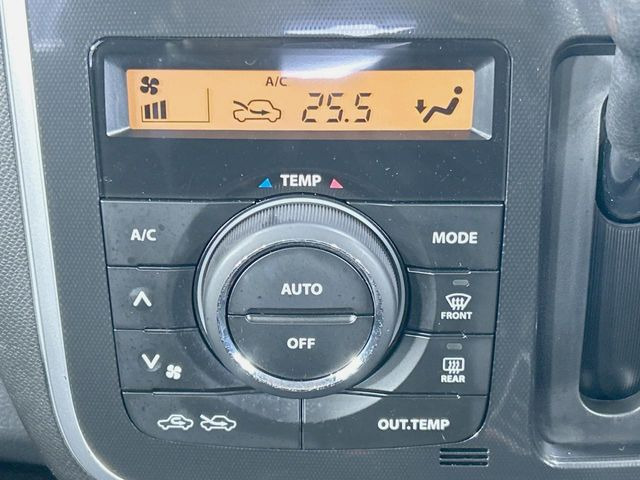 A/C
25.5
TEMP
A/C
MODE
AUTO
FRONT
OFF
REAR
OUT.TEMP